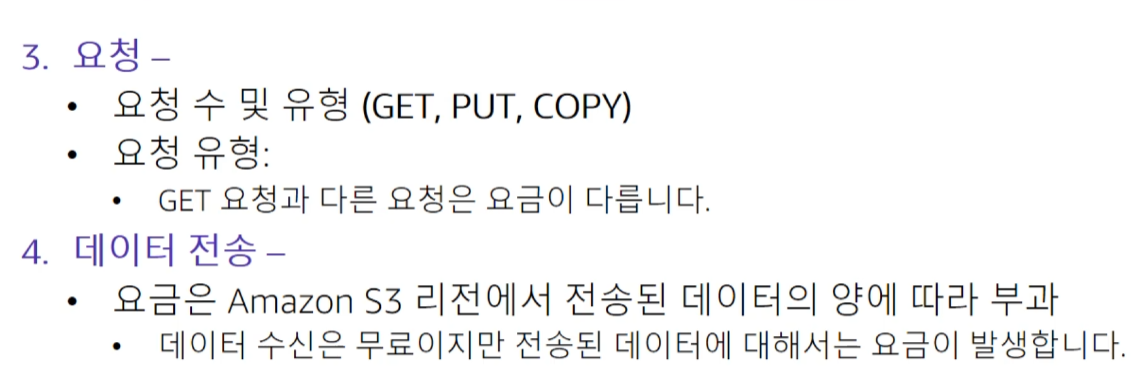 3. 요청 –
• 요청 수 및 유형 (GET, PUT, COPY)
• 요청 유형:
• GET 요청과 다른 요청은 요금이 다릅니다.
4. 데이터 전송 –
• 요금은 Amazon S3 리전에서 전송된 데이터의 양에 따라 부과
• 데이터 수신은 무료이지만 전송된 데이터에 대해서는 요금이 발생합니다.